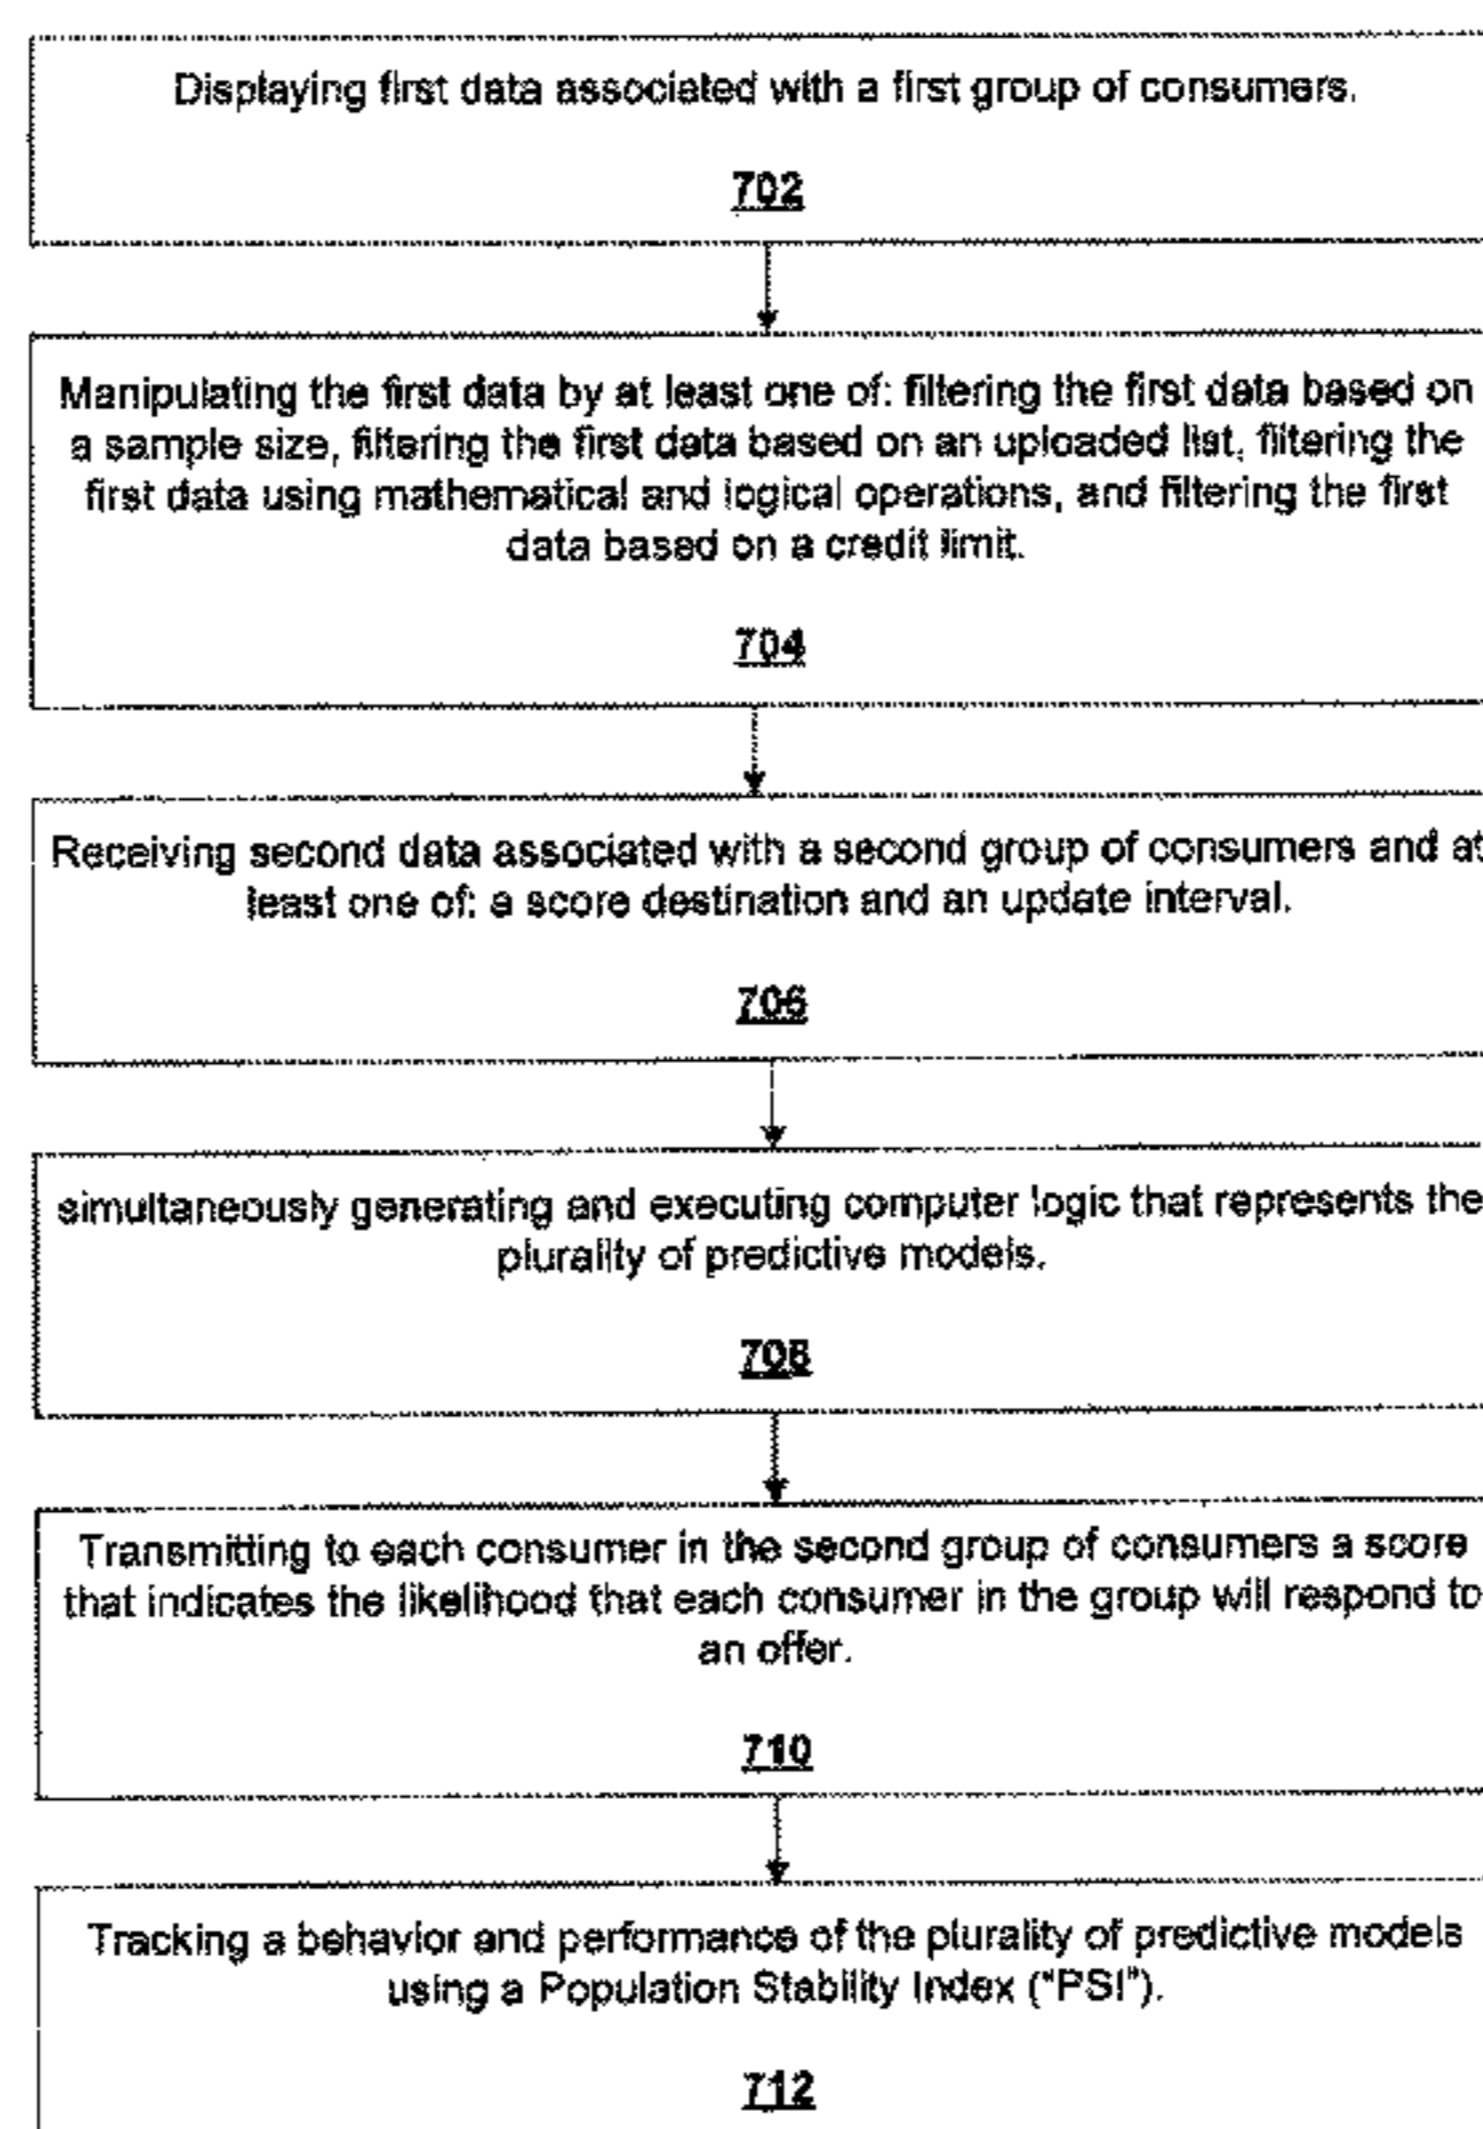 Displaying first data associated with a first group of consumers.
702
Manipulating the first data by at least one of: filtering the first data based on
a sample size, filtering the first data based on an uploaded list, filtering the
first data using mathematical and logical operations, and filtering the first
data based on a credit limit.
704
Receiving second data associated with a second group of consumers and at
least one of: a score destination and an update interval.
706
simultaneously generating and executing computer logic that represents the
plurality of predictive models.
708
Transmitting to each consumer in the second group of consumers a score
that indicates the likelihood that each consumer in the group will respond to
an offer.
710
Tracking a behavior and performance of the plurality of predictive models
using a Population Stability Index ("PSI").
712